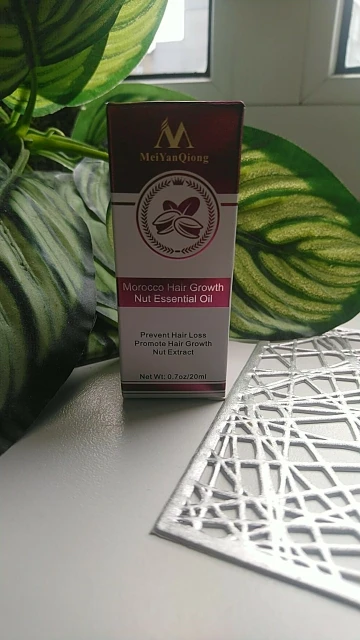 MeiYanQiong
Morocco Hair Growth
Nut Essential Oil
Prevent Hair Loss
Promote Hair Growth
Nut Extract
Net Wt: 0.7oz/20ml